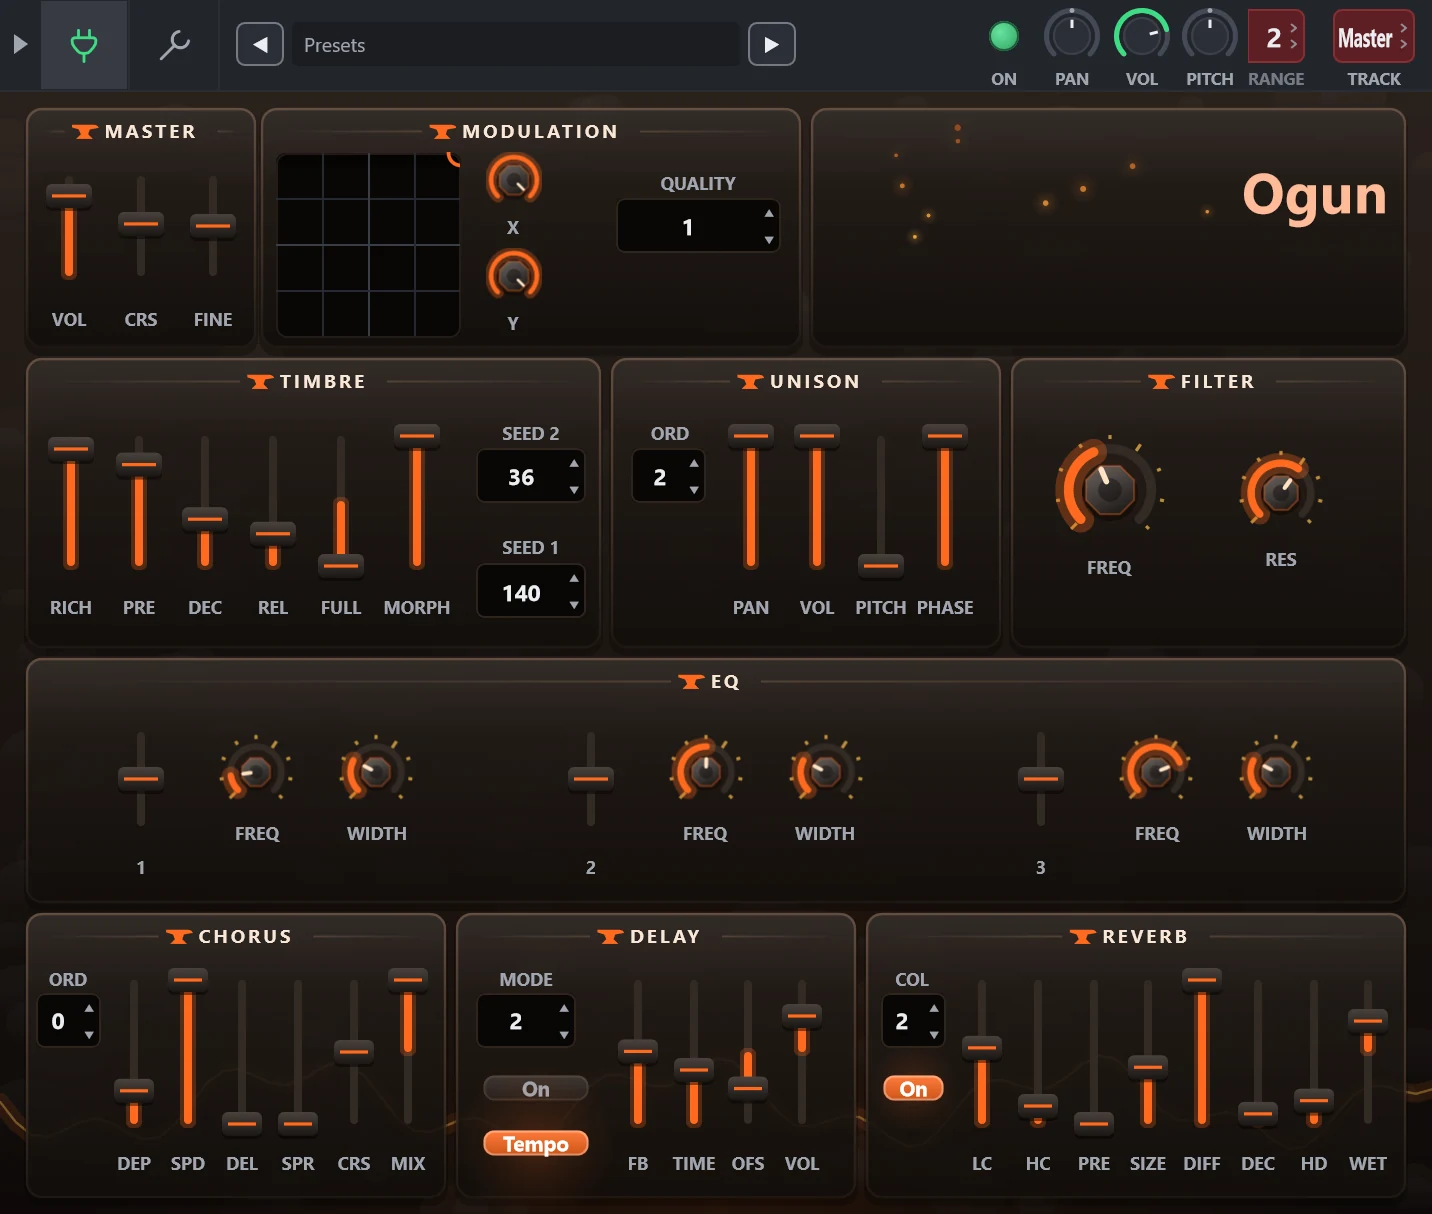 Presets
ON
PAN
VOL
PITCH
2
RANGE
Master
TRACK
MASTER
VOL
CRS
FINE
MODULATION
X
Y
QUALITY
1
Ogun
TIMBRE
RICH
PRE
DEC
REL
FULL
MORPH
SEED 2
36
SEED 1
140
UNISON
ORD
2
PAN
VOL
PITCH
PHASE
FILTER
FREQ
RES
EQ
1
FREQ
WIDTH
2
FREQ
WIDTH
3
FREQ
WIDTH
CHORUS
ORD
0
DEP
SPD
DEL
SPR
CRS
MIX
DELAY
MODE
2
On
Tempo
FB
TIME
OFS
VOL
REVERB
COL
2
On
LC
HC
PRE
SIZE
DIFF
DEC
HD
WET